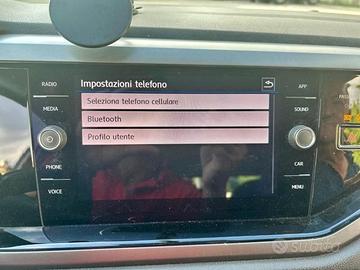 RADIO
MEDIA
PHONE
VOICE
Impostazioni telefono
Seleziona telefono cellulare
Bluetooth
Profilo utente
APP
SOUND
CAR
MENU
subito